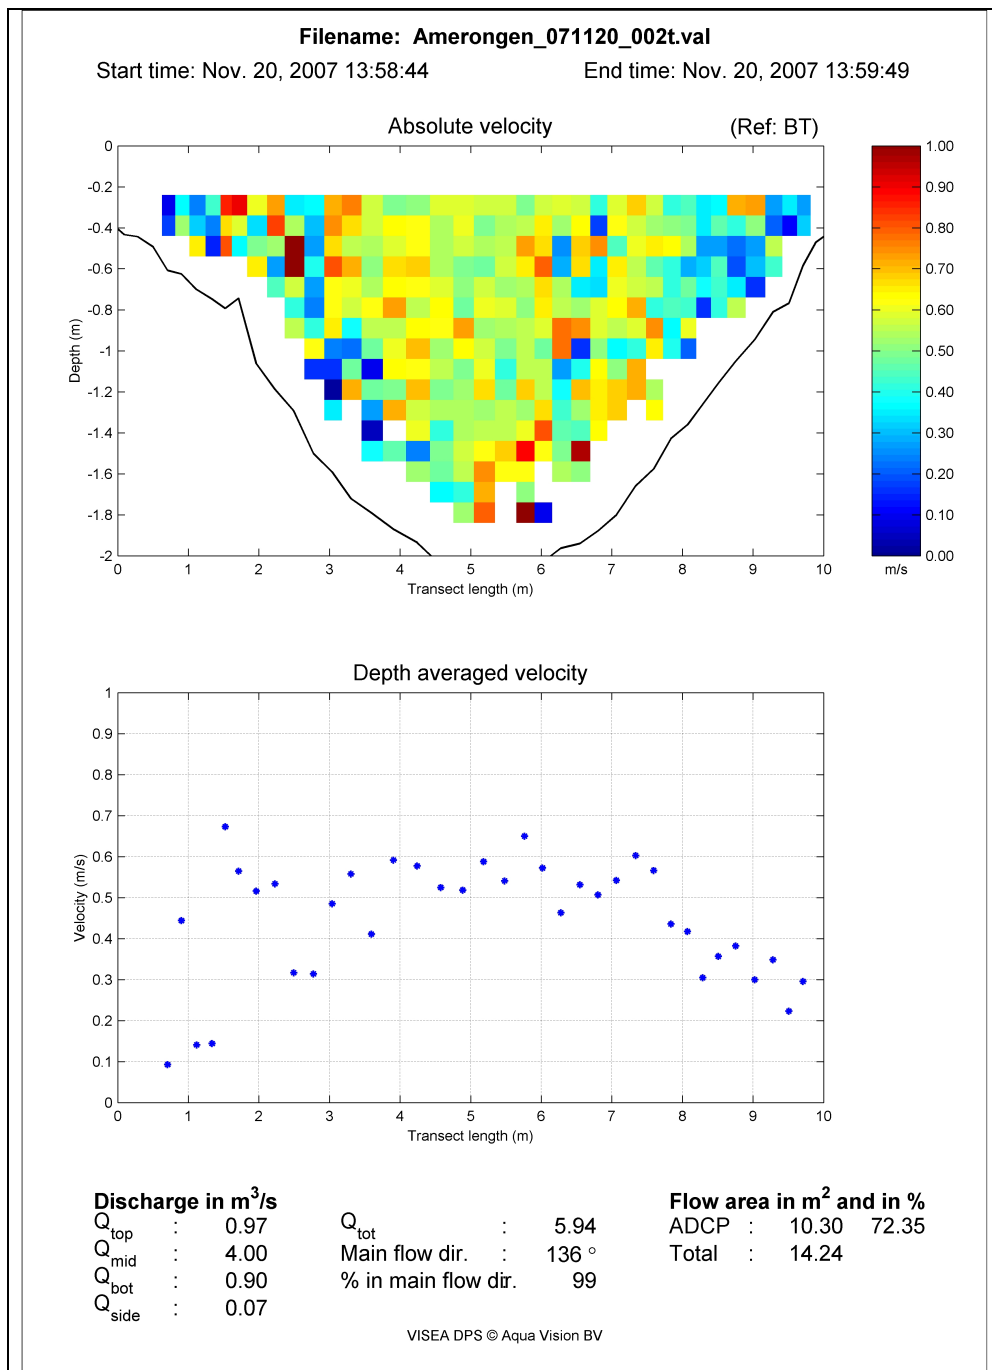 Filename: Amerongen_071120_002t.val
Start time: Nov. 20, 2007 13:58:44 End time: Nov. 20, 2007 13:59:49
Absolute velocity (Ref: BT)
0
-0.2
-0.4
-0.6
-0.8
-1
-1.2
-1.4
-1.6
-1.8
-2
Depth (m)
0 1 2 3 4 5 6 7 8 9 10
Transect length (m)
1.00
0.90
0.80
0.70
0.60
0.50
0.40
0.30
0.20
0.10
0.00
m/s
Depth averaged velocity
1
0.9
0.8
0.7
0.6
0.5
0.4
0.3
0.2
0.1
0
Velocity (m/s)
0 1 2 3 4 5 6 7 8 9 10
Transect length (m)
Discharge in m³/s
Q_top : 0.97
Q_mid : 4.00
Q_bot : 0.90
Q_side : 0.07
Q_tot : 5.94
Main flow dir. : 136 °
% in main flow dir. 99
Flow area in m² and in %
ADCP : 10.30 72.35
Total : 14.24
VISEA DPS © Aqua Vision BV